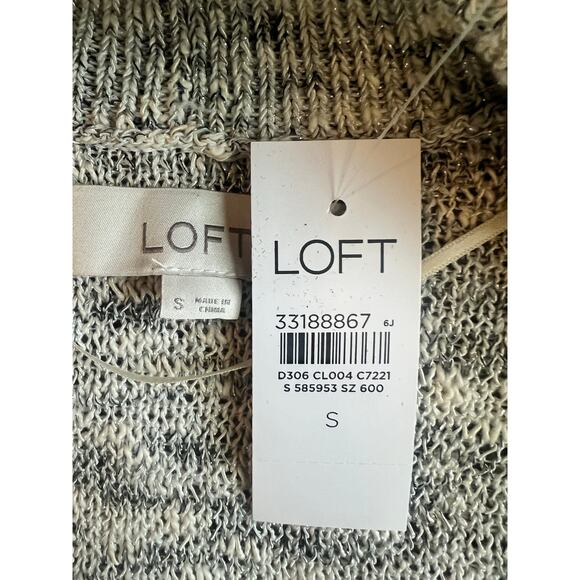 LOFT
S MADE IN
CHINA
LOFT
33188867 6J
D306 CL004 C7221
S 585953 SZ 600
S